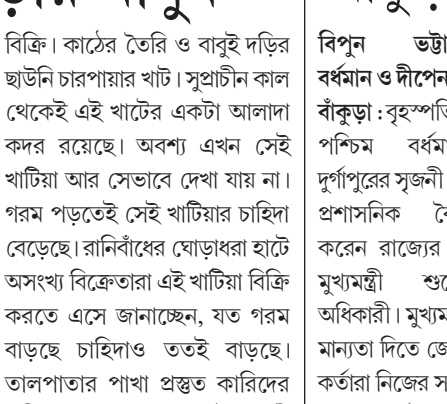 বিক্রি। কাঠের তৈরি ও বাবুই দড়ির
ছাউনি চারপায়ার খাট। সুপ্রাচীন কাল
থেকেই এই খাটের একটা আলাদা
কদর রয়েছে। অবশ্য এখন সেই
খাটিয়া আর সেভাবে দেখা যায় না।
গরম পড়তেই সেই খাটিয়ার চাহিদা
বেড়েছে। রানিবাঁধের ঘোড়াধরা হাটে
অসংখ্য বিক্রেতারা এই খাটিয়া বিক্রি
করতে এসে জানাচ্ছেন, যত গরম
বাড়ছে চাহিদাও ততই বাড়ছে।
তালপাতার পাখা প্রস্তুত কারিদের
বিপুন ভট্টা
বর্ধমান ও দীপেন
বাঁকুড়া : বৃহস্পতি
পশ্চিম বর্ধমা
দুর্গাপুরের সৃজনী
প্রশাসনিক বৈ
করেন রাজ্যের
মুখ্যমন্ত্রী শুভে
অধিকারী। মুখ্যম
মান্যতা দিতে জে
কর্তারা নিজের স